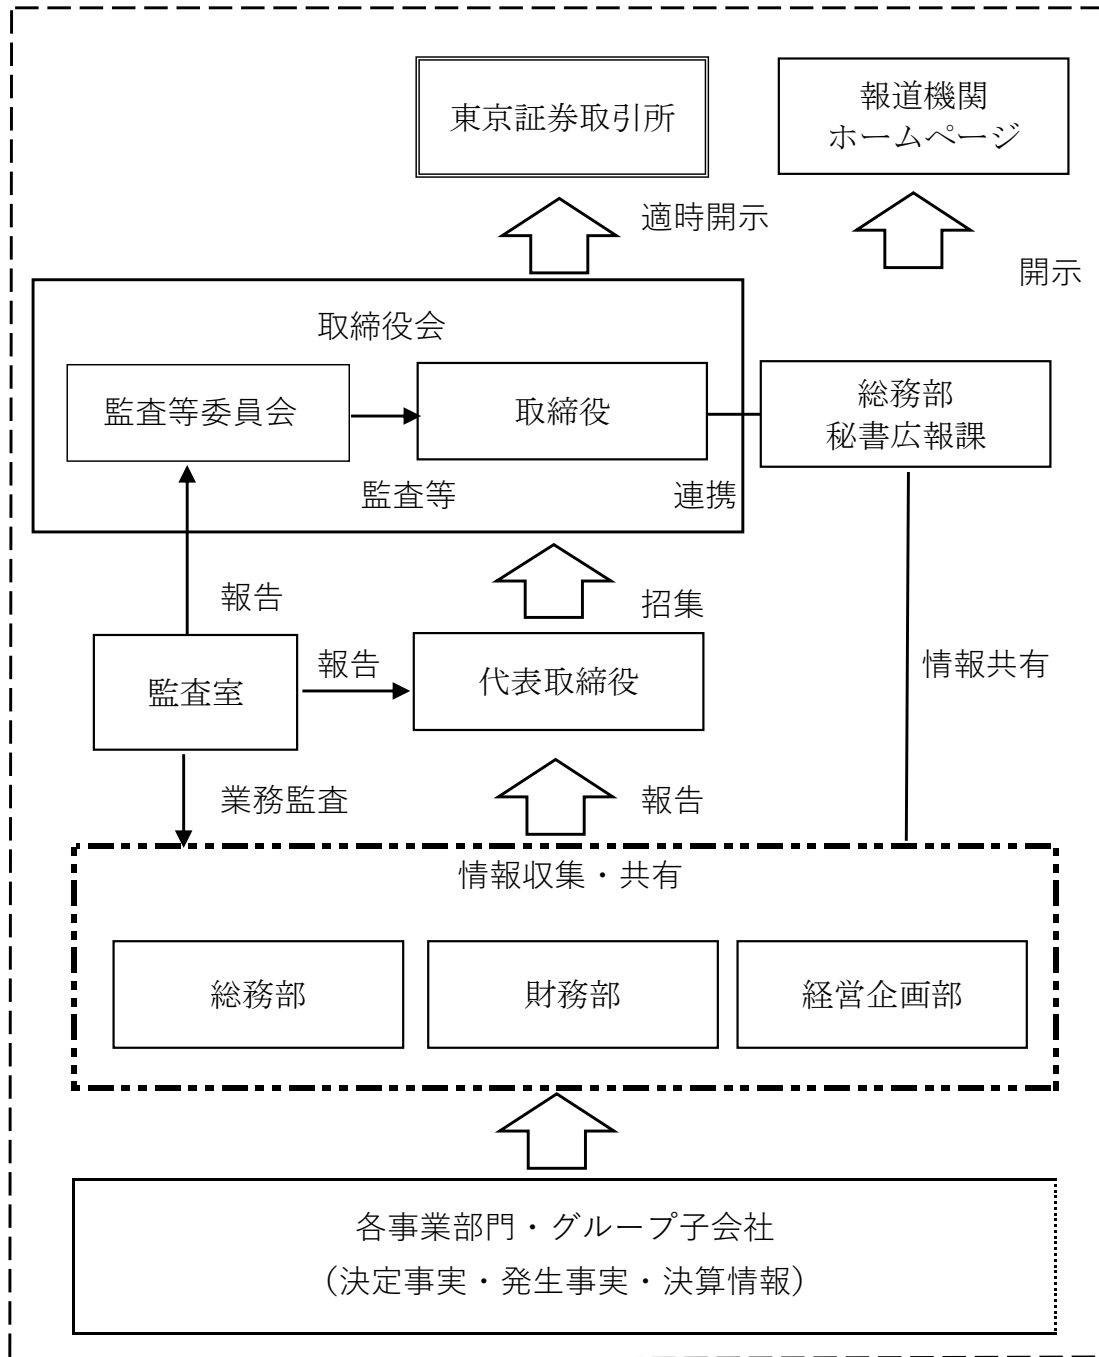 東京証券取引所
報道機関
ホームページ
適時開示
開示
取締役会
監査等委員会
取締役
総務部
秘書広報課
監査等
連携
報告
招集
監査室
報告
代表取締役
情報共有
業務監査
報告
情報収集・共有
総務部
財務部
経営企画部
各事業部門・グループ子会社
（決定事実・発生事実・決算情報）